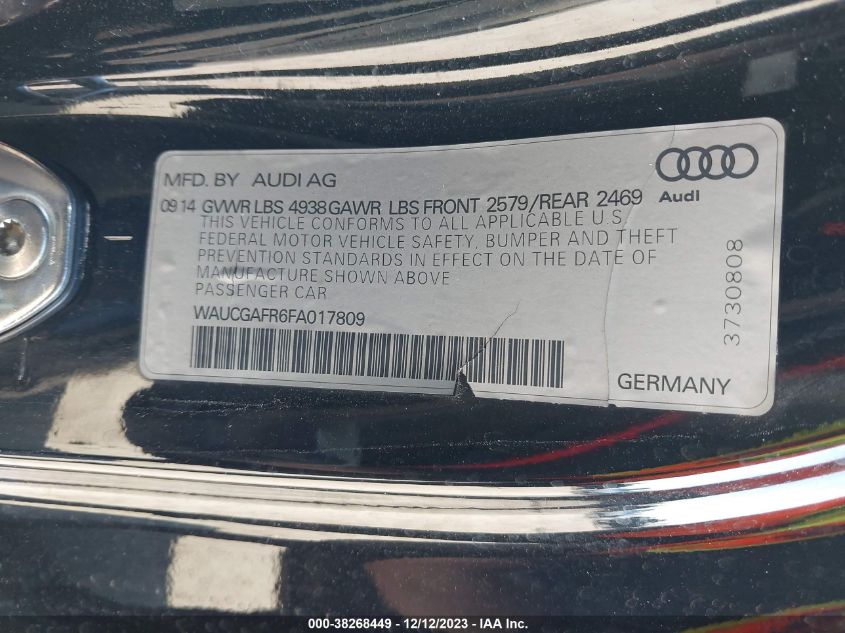 MFD. BY AUDI AG
Audi
09 14 GVWR LBS 4938 GAWR LBS FRONT 2579/REAR 2469
THIS VEHICLE CONFORMS TO ALL APPLICABLE U.S.
FEDERAL MOTOR VEHICLE SAFETY, BUMPER AND THEFT
PREVENTION STANDARDS IN EFFECT ON THE DATE OF
MANUFACTURE SHOWN ABOVE
PASSENGER CAR
WAUCGAFR6FA017809
3730808
GERMANY
000-38268449 - 12/12/2023 - IAA Inc.